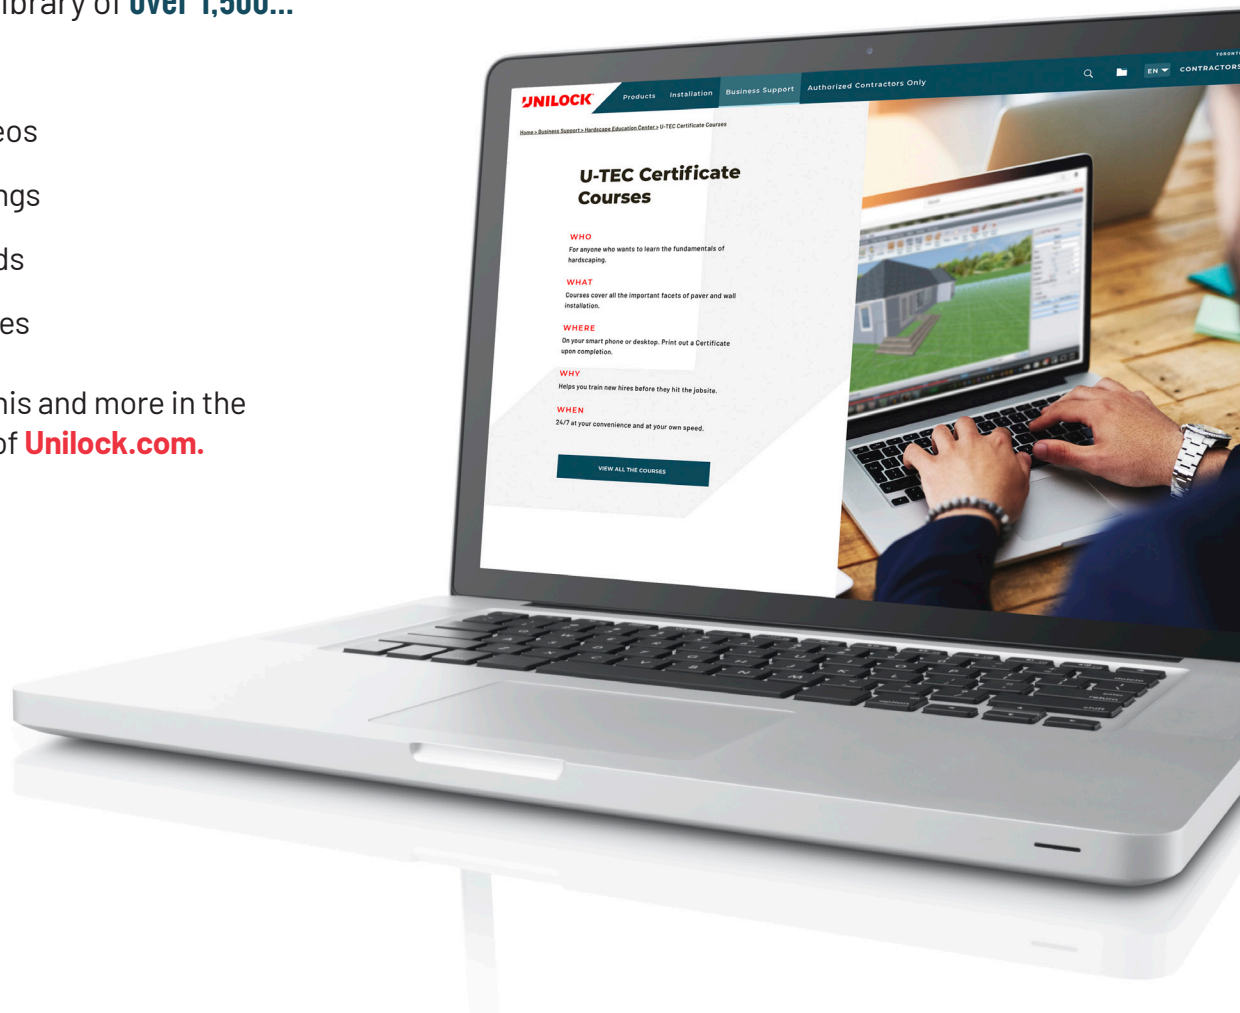 ibrary of over 1,500...
eos
ngs
ds
es
his and more in the
of Unilock.com.
TORONTO
UNILOCK
Products Installation Business Support Authorized Contractors Only
EN CONTRACTORS
Home > Business Support > Hardscape Education Center > U-TEC Certificate Courses
U-TEC Certificate
Courses
WHO
For anyone who wants to learn the fundamentals of
hardscaping.
WHAT
Courses cover all the important facets of paver and wall
installation.
WHERE
On your smart phone or desktop. Print out a Certificate
upon completion.
WHY
Helps you train new hires before they hit the jobsite.
WHEN
24/7 at your convenience and at your own speed.
VIEW ALL THE COURSES